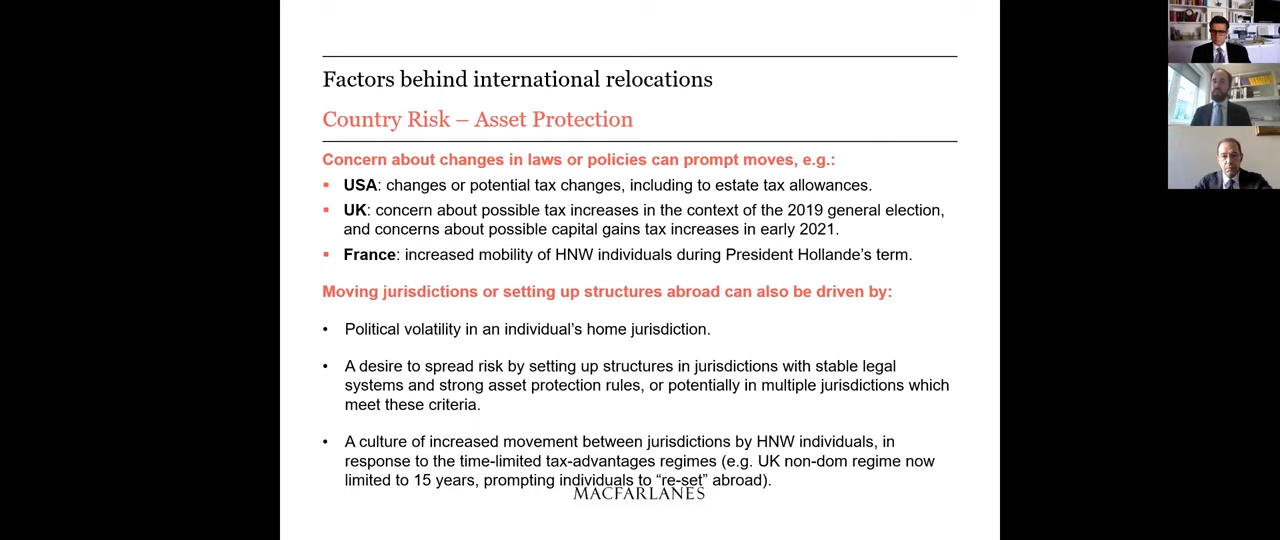 Factors behind international relocations
Country Risk – Asset Protection
Concern about changes in laws or policies can prompt moves, e.g.:
▪ USA: changes or potential tax changes, including to estate tax allowances.
▪ UK: concern about possible tax increases in the context of the 2019 general election,
and concerns about possible capital gains tax increases in early 2021.
▪ France: increased mobility of HNW individuals during President Hollande’s term.
Moving jurisdictions or setting up structures abroad can also be driven by:
• Political volatility in an individual’s home jurisdiction.
• A desire to spread risk by setting up structures in jurisdictions with stable legal
systems and strong asset protection rules, or potentially in multiple jurisdictions which
meet these criteria.
• A culture of increased movement between jurisdictions by HNW individuals, in
response to the time-limited tax-advantages regimes (e.g. UK non-dom regime now
limited to 15 years, prompting individuals to “re-set” abroad).
MACFARLANES